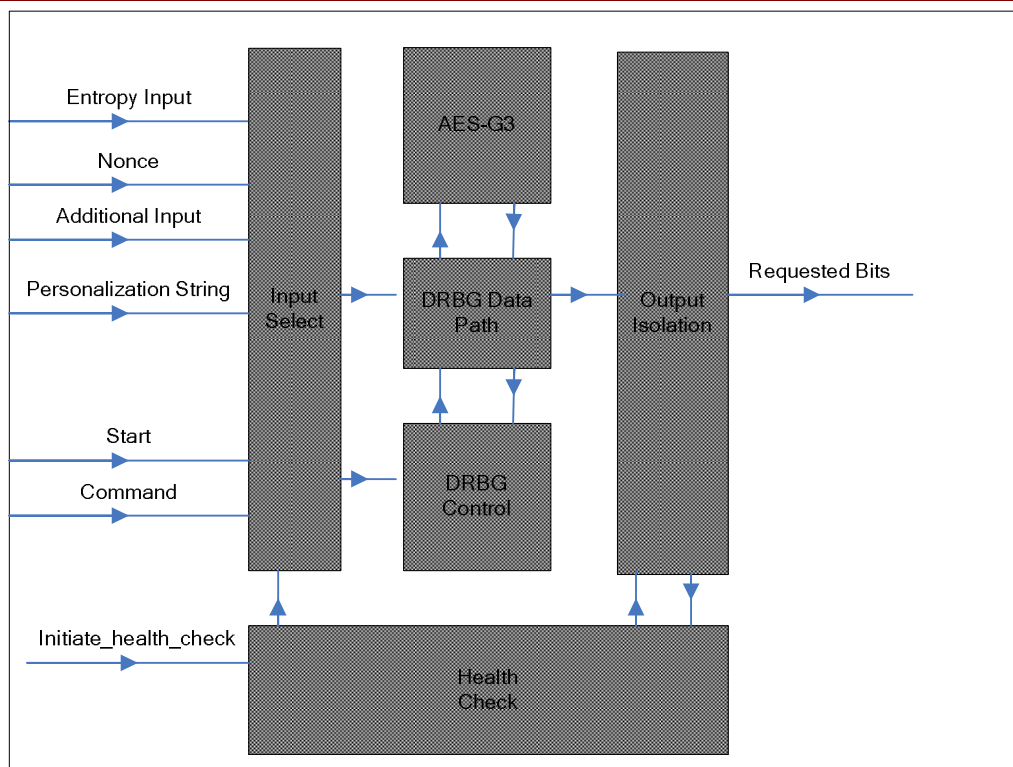 Entropy Input
Nonce
Additional Input
Personalization String
Start
Command
Initiate_health_check
Input
Select
AES-G3
DRBG Data
Path
DRBG
Control
Output
Isolation
Requested Bits
Health
Check